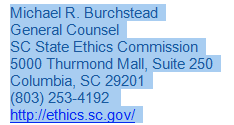 Michael R. Burchstead
General Counsel
SC State Ethics Commission
5000 Thurmond Mall, Suite 250
Columbia, SC 29201
(803) 253-4192
http://ethics.sc.gov/